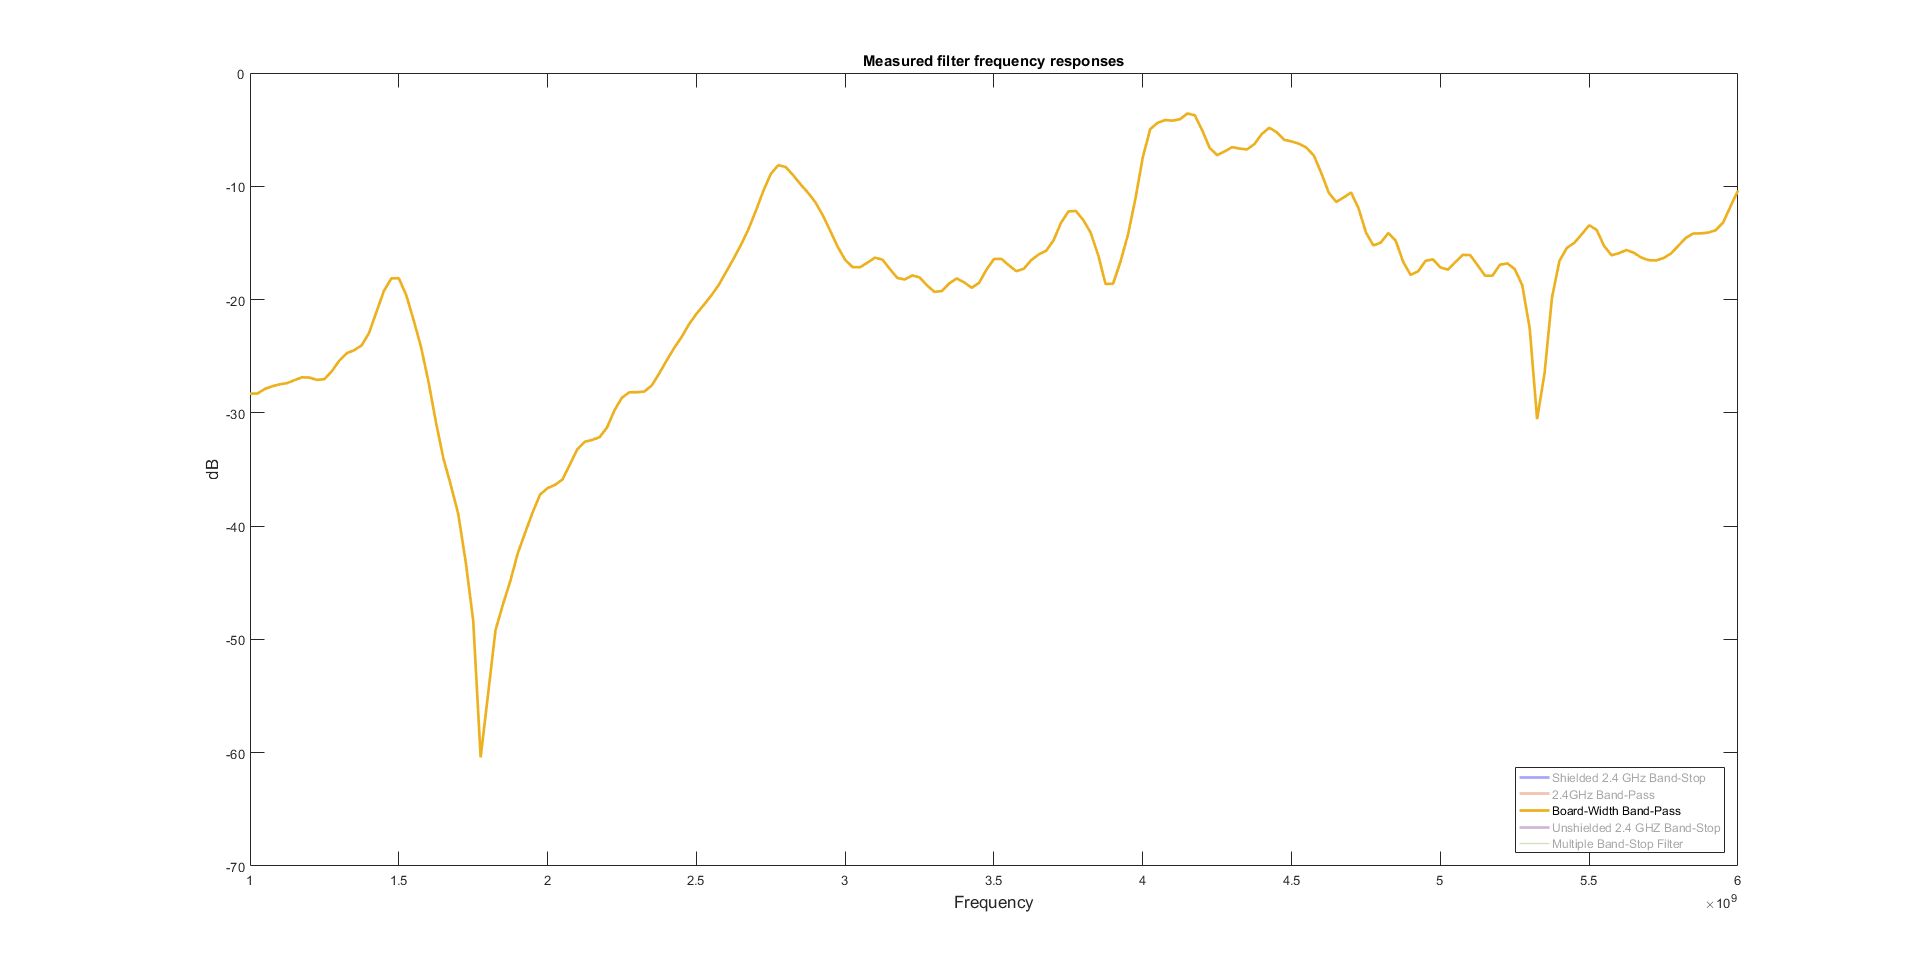 Measured filter frequency responses
0
-10
-20
-30
-40
-50
-60
-70
dB
1 1.5 2 2.5 3 3.5 4 4.5 5 5.5 6
Frequency
×10⁹
Shielded 2.4 GHz Band-Stop
2.4GHz Band-Pass
Board-Width Band-Pass
Unshielded 2.4 GHZ Band-Stop
Multiple Band-Stop Filter